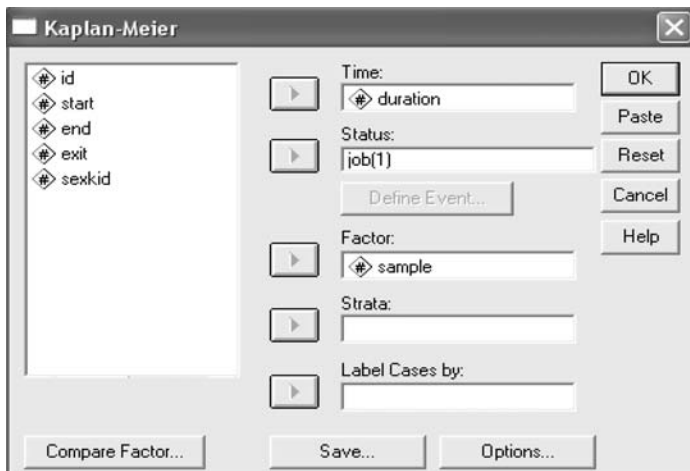 Kaplan-Meier
id
start
end
exit
sexkid
Time:
duration
Status:
job(1)
Define Event...
Factor:
sample
Strata:
Label Cases by:
OK
Paste
Reset
Cancel
Help
Compare Factor...
Save...
Options...